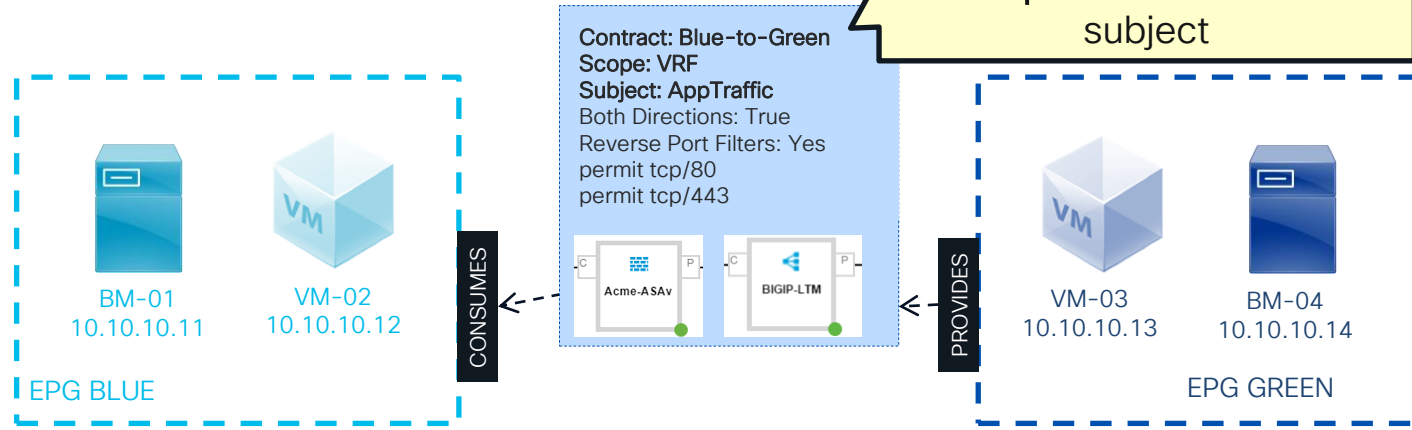 subject
Contract: Blue-to-Green
Scope: VRF
Subject: AppTraffic
Both Directions: True
Reverse Port Filters: Yes
permit tcp/80
permit tcp/443
C
P
Acme-ASAv
C
P
BIGIP-LTM
VM
BM-01
10.10.10.11
VM-02
10.10.10.12
EPG BLUE
CONSUMES
PROVIDES
VM
VM-03
10.10.10.13
BM-04
10.10.10.14
EPG GREEN